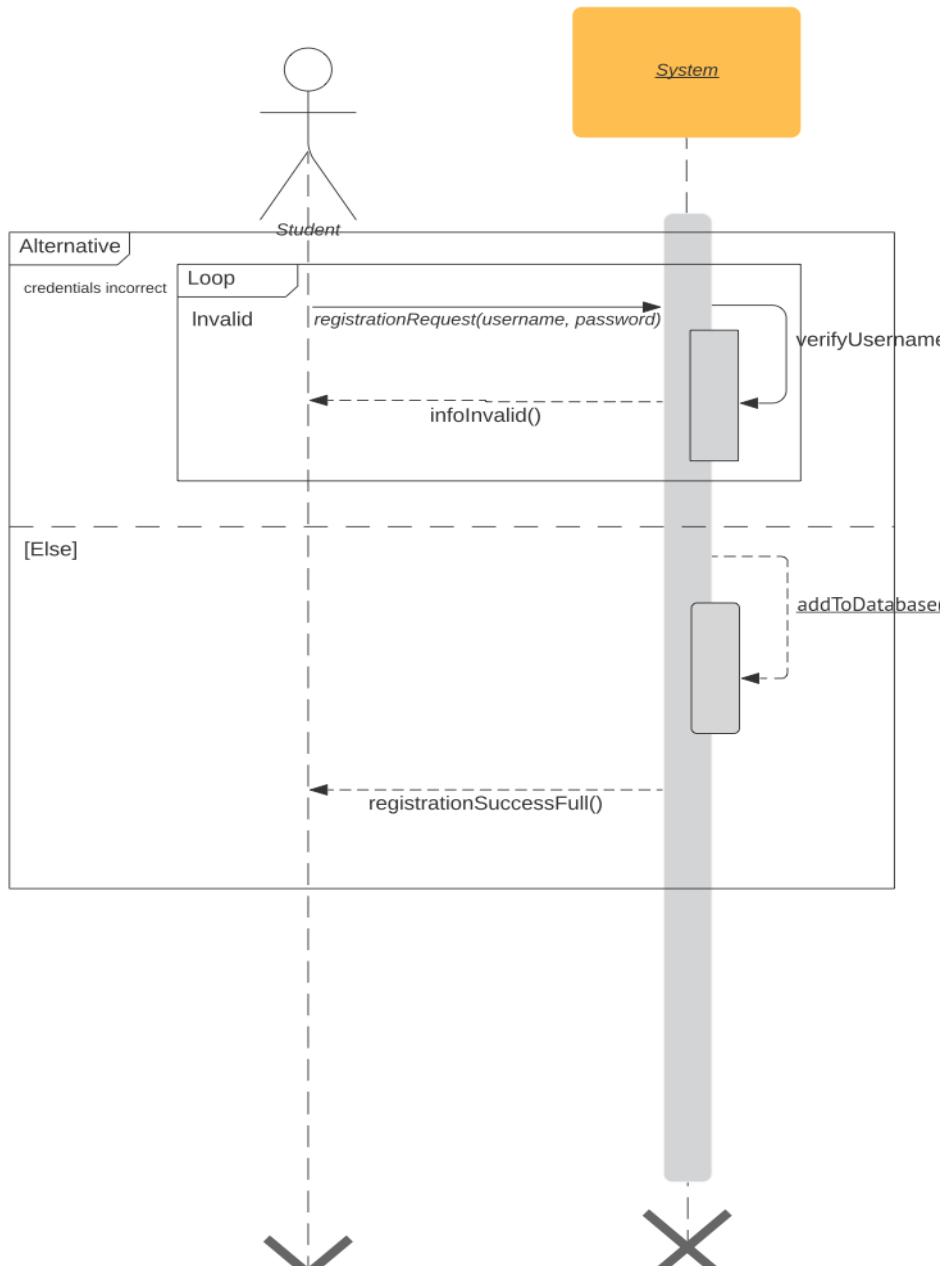 System
Student
Alternative
credentials incorrect
Loop
Invalid
registrationRequest(username, password)
verifyUsername
infoInvalid()
[Else]
addToDatabase(
registrationSuccessFull()